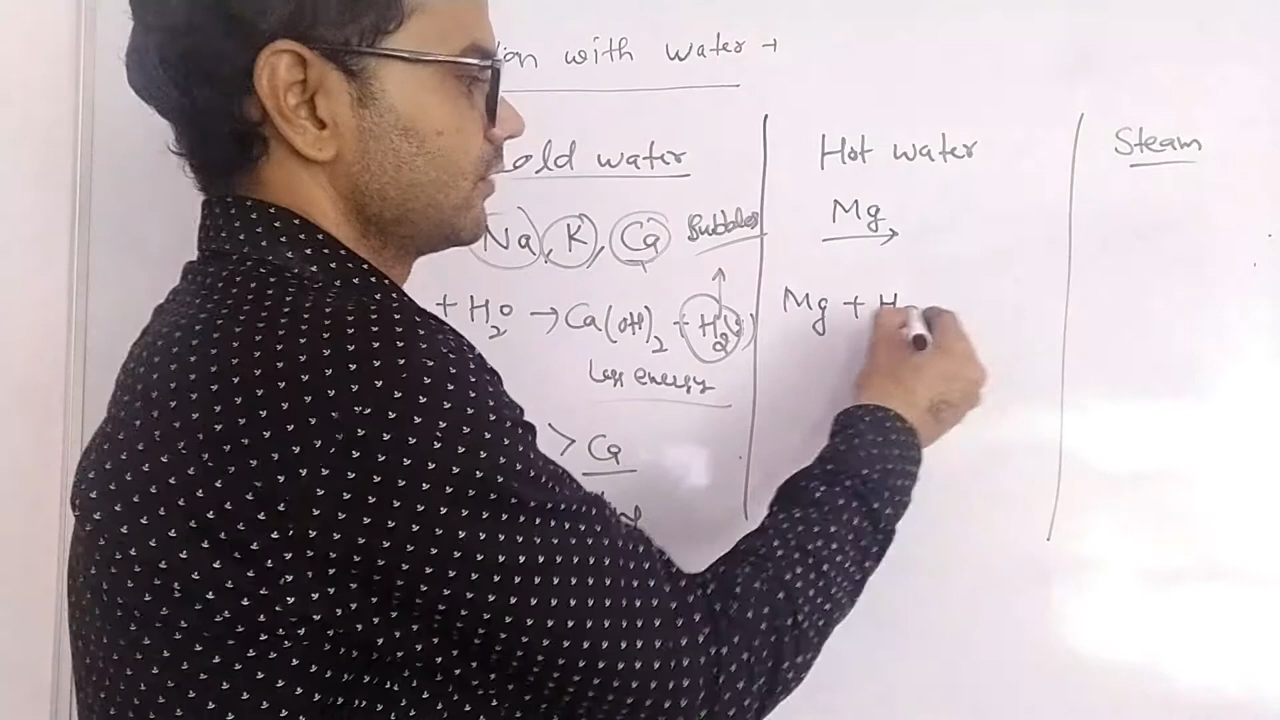 ion with water →
old water
Na, K, Ca Bubbles
+ H₂O → Ca(OH)₂ + H₂(g)
Less energy
> Ca
Hot water
Mg
Mg + H
Steam